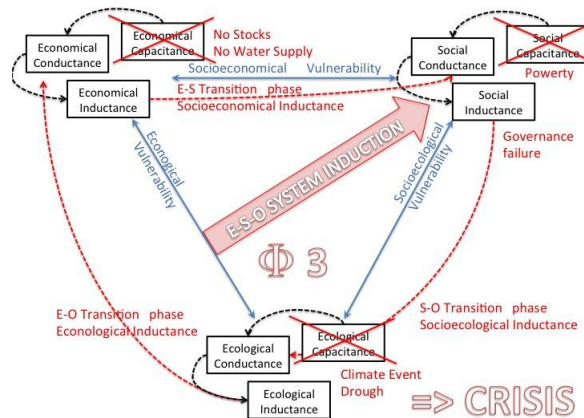 Economical
Conductance
Economical
Capacitance
No Stocks
No Water Supply
Social
Conductance
Social
Capacitance
Powerty
Socioeconomical Vulnerability
Economical
Inductance
E-S Transition phase
Socioeconomical Inductance
Social
Inductance
Governance
failure
Econogical
Vulnerability
E-S-O SYSTEM INDUCTION
Socioecological
Vulnerability
Φ 3
E-O Transition phase
Econological Inductance
S-O Transition phase
Socioecological Inductance
Ecological
Conductance
Ecological
Capacitance
Climate Event
Drough
Ecological
Inductance
=> CRISIS